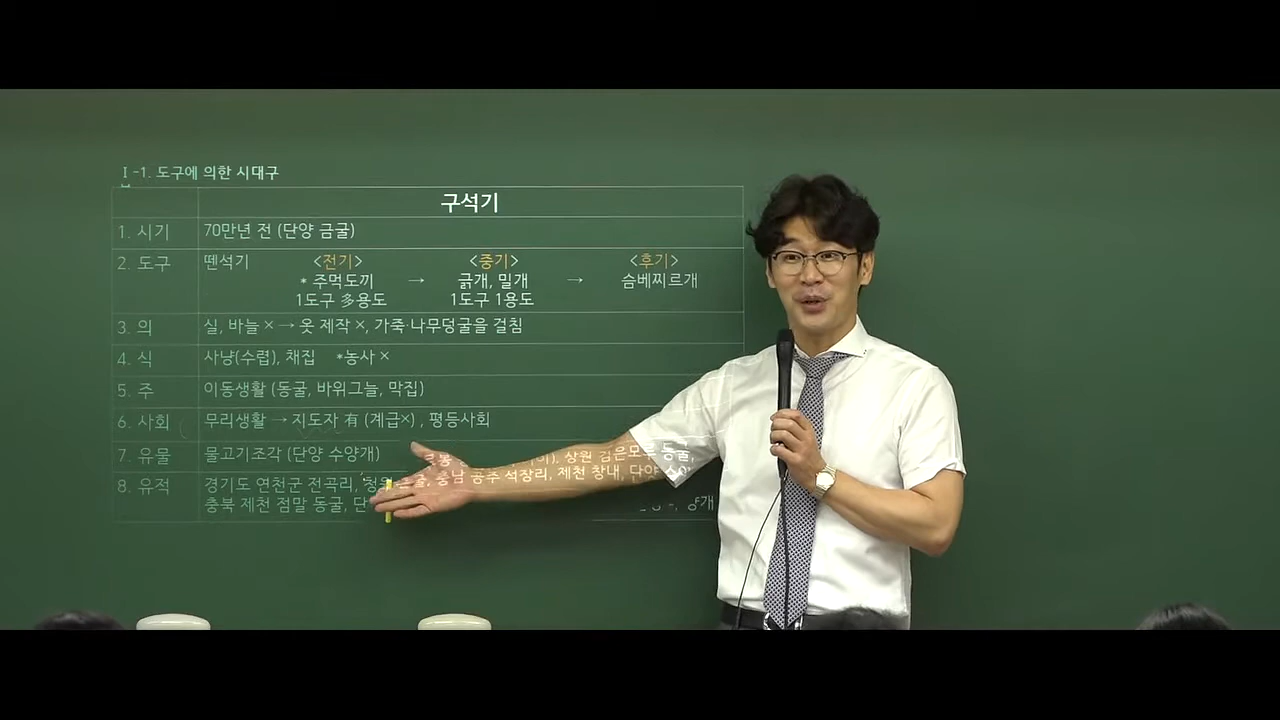 Ⅰ-1. 도구에 의한 시대구
구석기
1. 시기 70만년 전 (단양 금굴)
2. 도구 뗀석기 <전기> <중기> <후기>
* 주먹도끼 → 긁개, 밀개 → 슴베찌르개
1도구 多용도 1도구 1용도
3. 의 실, 바늘 × → 옷 제작 ×, 가죽·나무덩굴을 걸침
4. 식 사냥(수렵), 채집 *농사 ×
5. 주 이동생활 (동굴, 바위그늘, 막집)
6. 사회 무리생활 → 지도자 有 (계급×) , 평등사회
7. 유물 물고기조각 (단양 수양개)
8. 유적 경기도 연천군 전곡리, 상원 검은모루 동굴,
충남 공주 석장리, 제천 창내, 단양
충북 제천 점말 동굴,